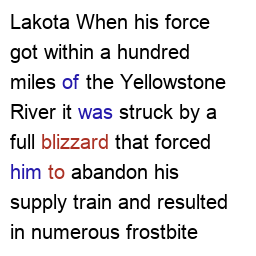 Lakota When his force
got within a hundred
miles of the Yellowstone
River it was struck by a
full blizzard that forced
him to abandon his
supply train and resulted
in numerous frostbite